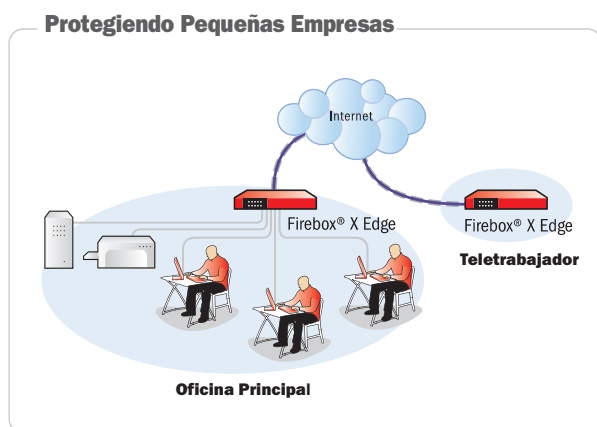 Protegiendo Pequeñas Empresas
Internet
Firebox® X Edge
Firebox® X Edge
Teletrabajador
Oficina Principal